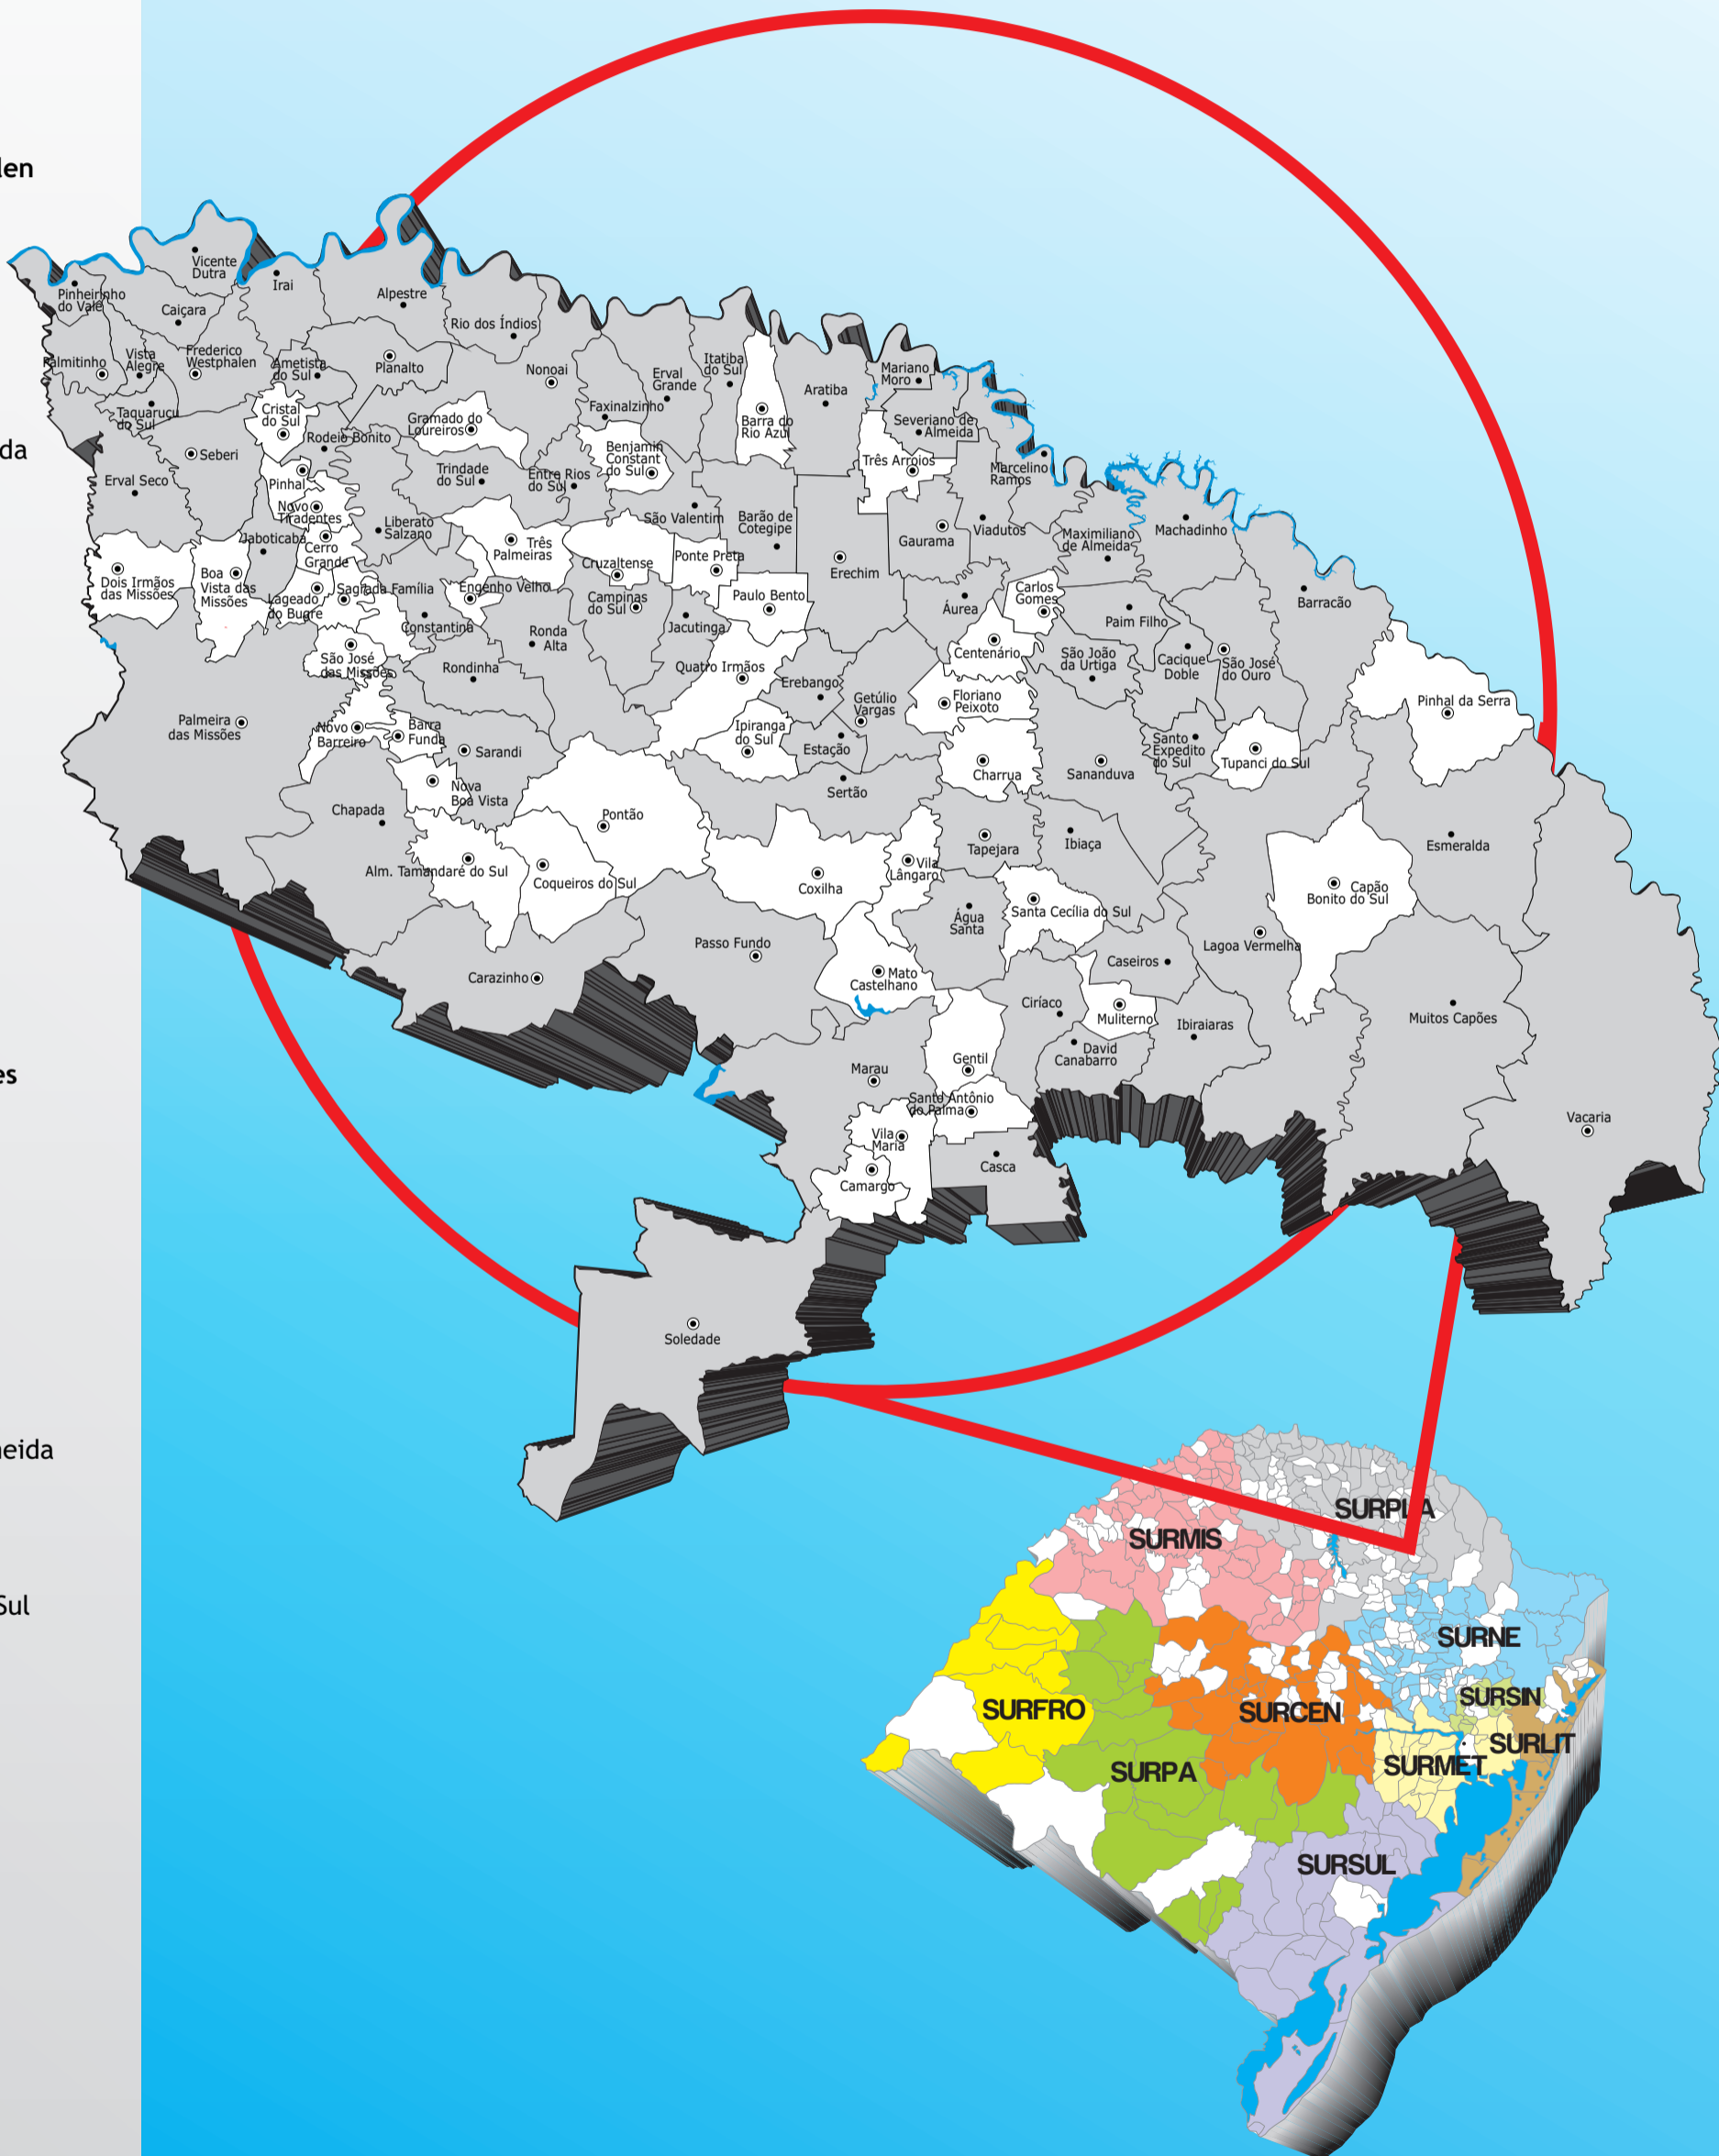 len
da
es
eida
Sul
Vicente
Dutra
Irai
Pinheirinho
do Vale
Caiçara
Alpestre
Rio dos Índios
Palmitinho
Vista
Alegre
Frederico
Westphalen
Ametista
do Sul
Planalto
Nonoai
Erval
Grande
Itatiba
do Sul
Aratiba
Mariano
Moro
Taquaruçu
do Sul
Cristal
do Sul
Rodeio Bonito
Gramado do
Loureiros
Faxinalzinho
Barra do
Rio Azul
Severiano de
Almeida
Seberi
Benjamin
Constant
do Sul
Três Arroios
Marcelino
Ramos
Erval Seco
Pinhal
Trindade
do Sul
Entre Rios
do Sul
Novo
Tiradentes
Liberato
Salzano
São Valentim
Barão de
Cotegipe
Gaurama
Viadutos
Maximiliano
de Almeida
Machadinho
Jaboticaba
Cerro
Grande
Três
Palmeiras
Cruzaltense
Ponte Preta
Erechim
Dois Irmãos
das Missões
Boa
Vista das
Missões
Lageado
do Bugre
Sagrada Família
Engenho Velho
Campinas
do Sul
Paulo Bento
Áurea
Carlos
Gomes
Barracão
Constantina
Ronda
Alta
Jacutinga
Paim Filho
São José
das Missões
Rondinha
Quatro Irmãos
Erebango
Centenário
São João
da Urtiga
Cacique
Doble
São José
do Ouro
Getúlio
Vargas
Floriano
Peixoto
Pinhal da Serra
Palmeira
das Missões
Novo
Barreiro
Barra
Funda
Sarandi
Ipiranga
do Sul
Estação
Santo
Expedito
do Sul
Tupanci do Sul
Nova
Boa Vista
Sertão
Charrua
Sananduva
Chapada
Pontão
Tapejara
Ibiaça
Esmeralda
Alm. Tamandaré do Sul
Coqueiros do Sul
Coxilha
Vila
Lângaro
Capão
Bonito do Sul
Água
Santa
Santa Cecília do Sul
Passo Fundo
Lagoa Vermelha
Carazinho
Mato
Castelhano
Caseiros
Ciríaco
Muliterno
Ibiraiaras
Muitos Capões
David
Canabarro
Marau
Gentil
Santo Antônio
do Palma
Vila
Maria
Vacaria
Casca
Camargo
Soledade
SURPLA
SURMIS
SURNE
SURSIN
SURFRO
SURCEN
SURLIT
SURMET
SURPA
SURSUL